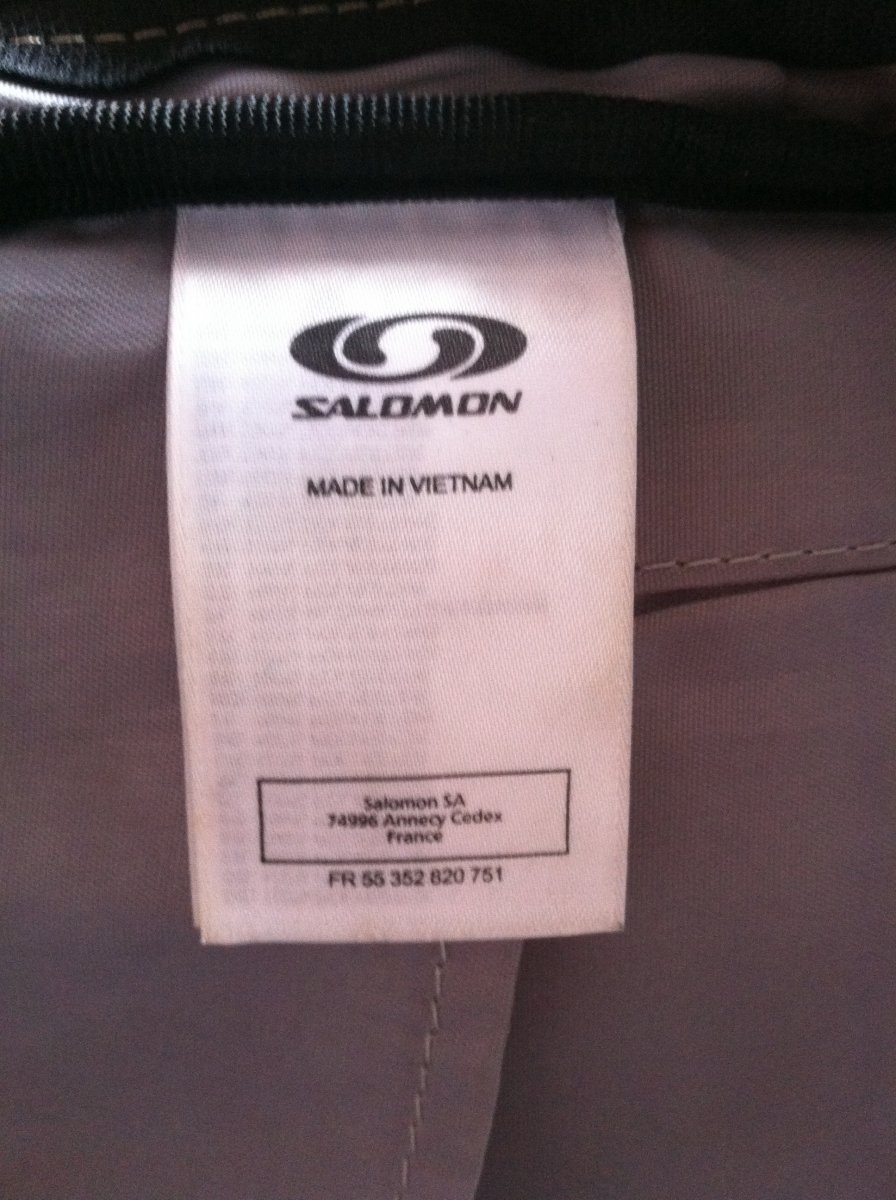 SALOMON
MADE IN VIETNAM
Salomon SA
74996 Annecy Cedex
France
FR 55 352 820 751